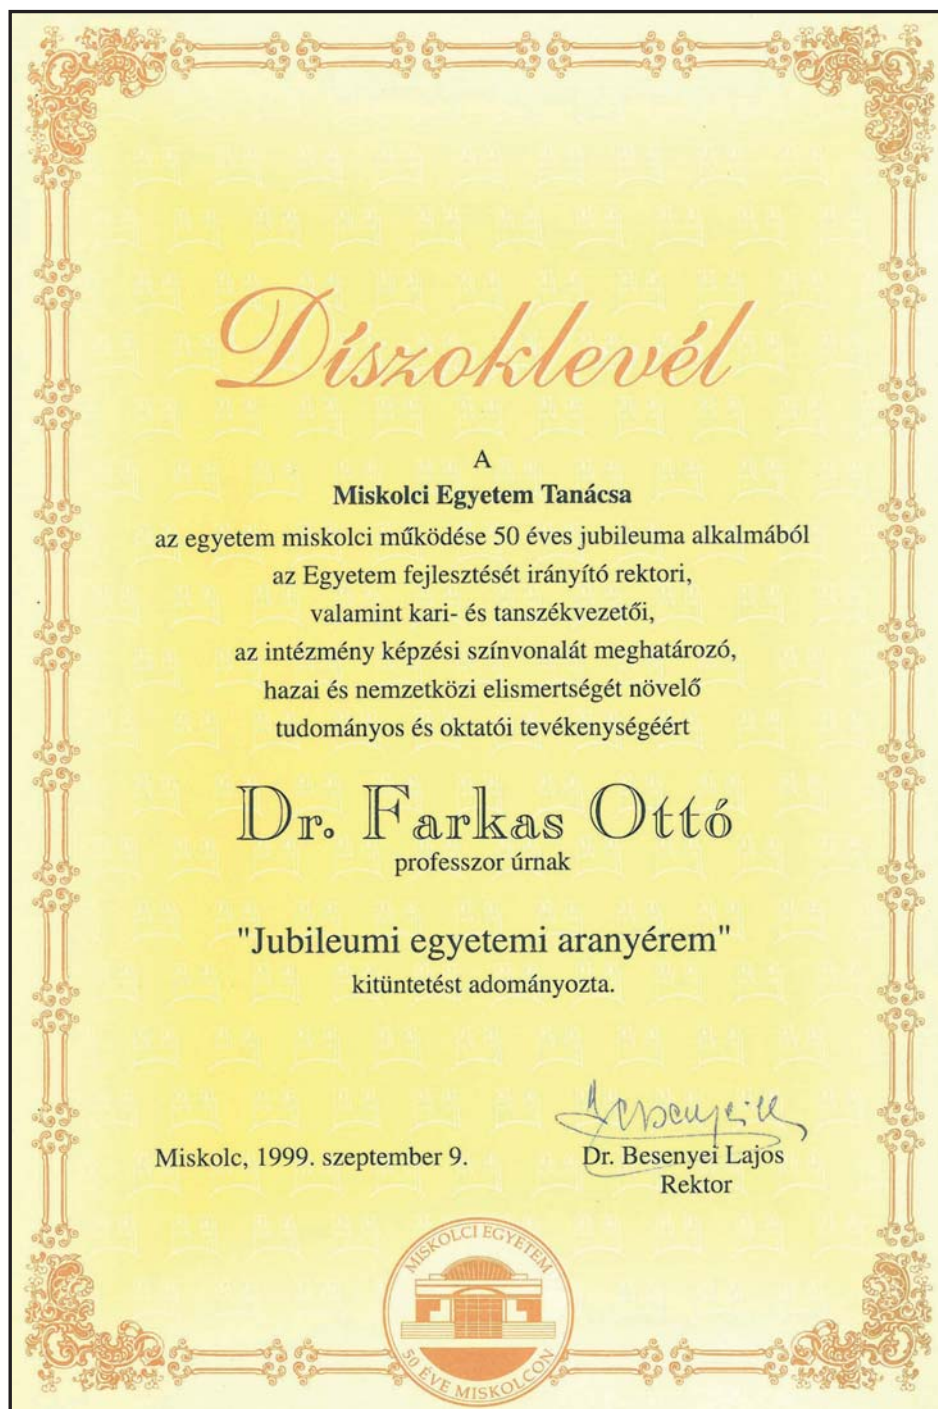 Díszoklevél
A
Miskolci Egyetem Tanácsa
az egyetem miskolci működése 50 éves jubileuma alkalmából
az Egyetem fejlesztését irányító rektori,
valamint kari- és tanszékvezetői,
az intézmény képzési színvonalát meghatározó,
hazai és nemzetközi elismertségét növelő
tudományos és oktatói tevékenységéért
Dr. Farkas Ottó
professzor úrnak
"Jubileumi egyetemi aranyérem"
kitüntetést adományozta.
Miskolc, 1999. szeptember 9.
Dr. Besenyei Lajos
Rektor
MISKOLCI EGYETEM
50 ÉVE MISKOLCON